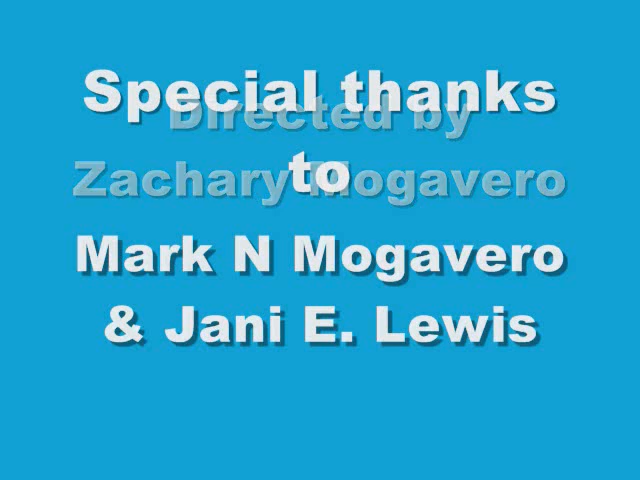 Special thanks
Directed by
to
Zachary Mogavero
Mark N Mogavero
& Jani E. Lewis